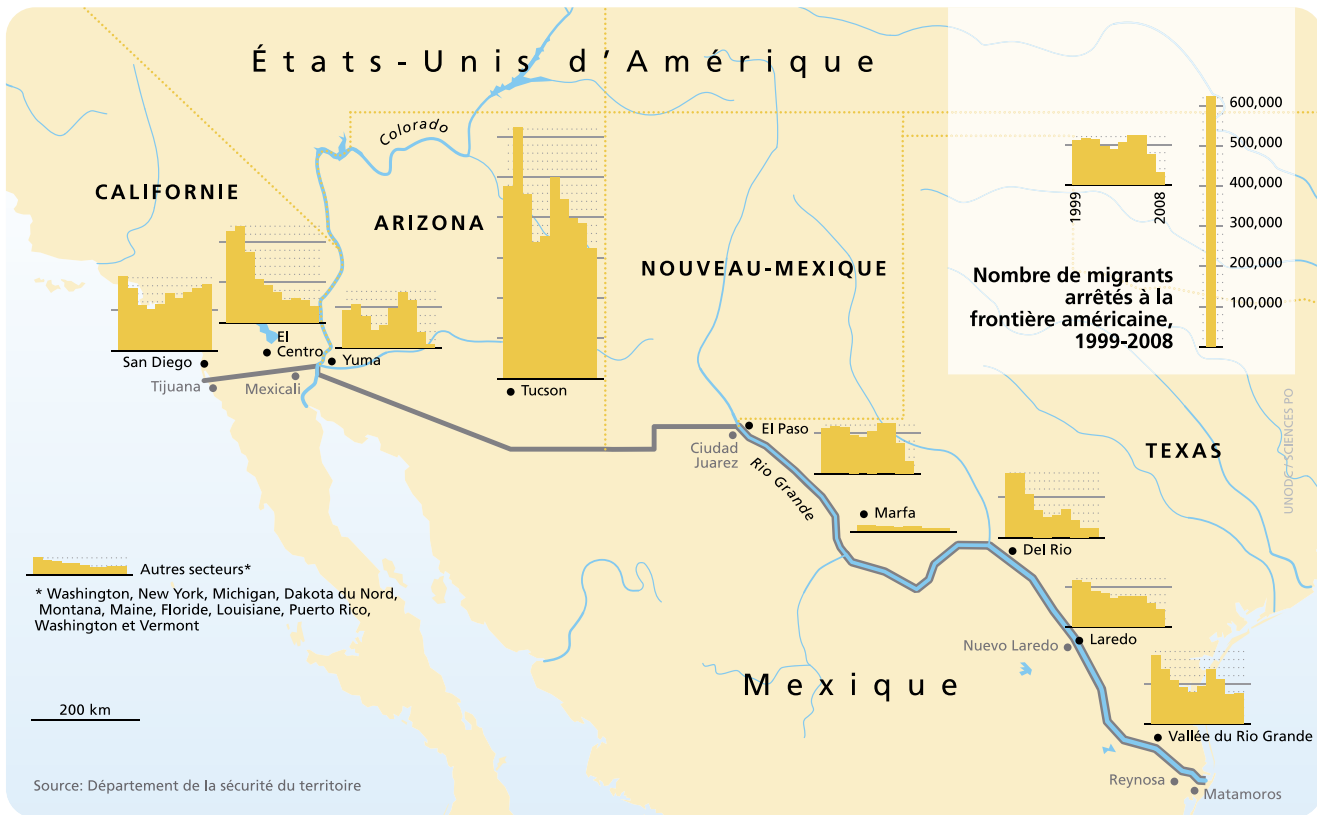 États-Unis d'Amérique
Colorado
CALIFORNIE
ARIZONA
NOUVEAU-MEXIQUE
TEXAS
600,000
500,000
400,000
300,000
200,000
100,000
1999
2008
Nombre de migrants
arrêtés à la
frontière américaine,
1999-2008
San Diego
El
Centro
Yuma
Tijuana
Mexicali
Tucson
El Paso
Ciudad
Juarez
Rio Grande
Marfa
Del Rio
Nuevo Laredo
Laredo
Mexique
Vallée du Rio Grande
Reynosa
Matamoros
Autres secteurs*
* Washington, New York, Michigan, Dakota du Nord,
Montana, Maine, Floride, Louisiane, Puerto Rico,
Washington et Vermont
200 km
Source: Département de la sécurité du territoire
UNODC / SCIENCES PO